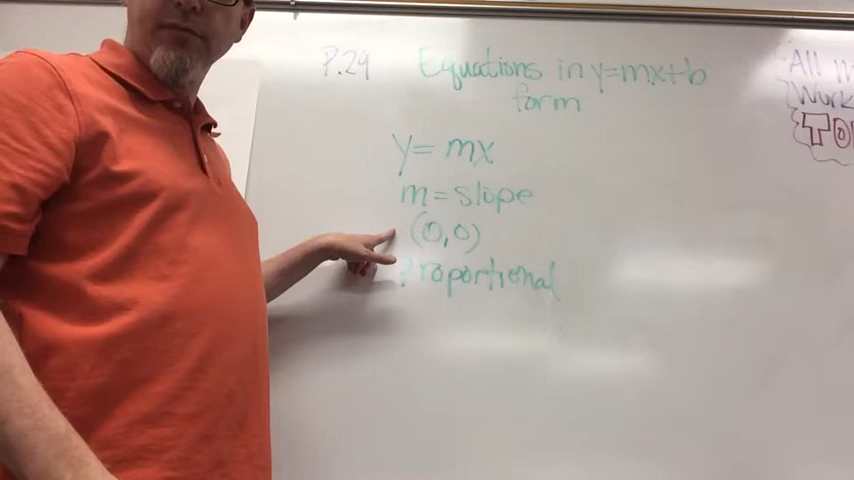 P.29 Equations in y=mx+b
form
y= mx
m=slope
(0,0)
Proportional
All
Work